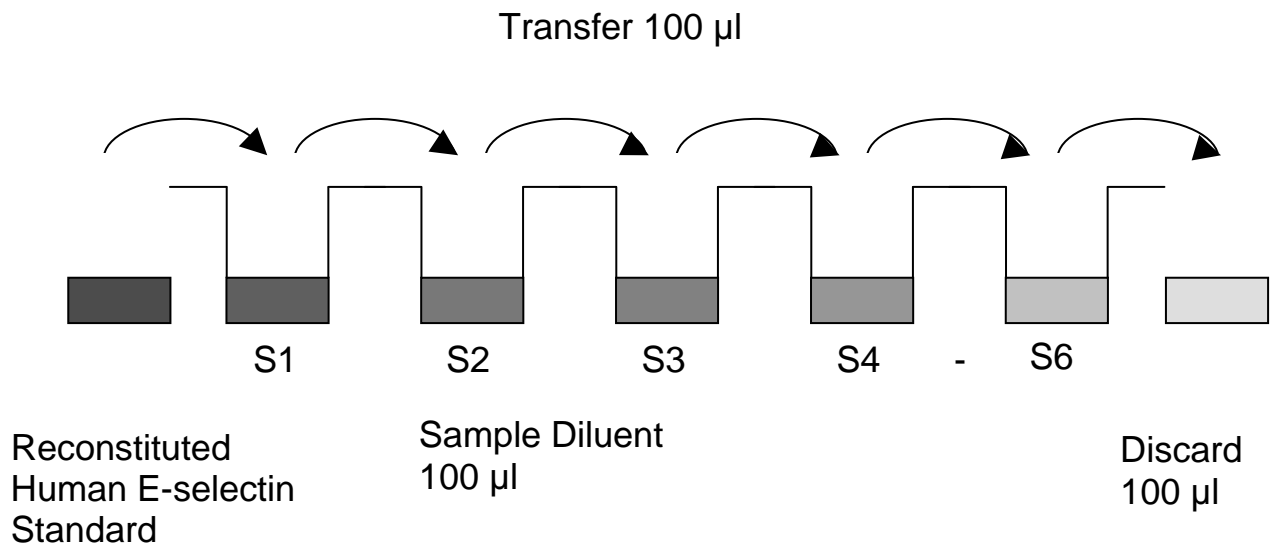 Transfer 100 µl
S1 S2 S3 S4 - S6
Reconstituted
Human E-selectin
Standard
Sample Diluent
100 µl
Discard
100 µl